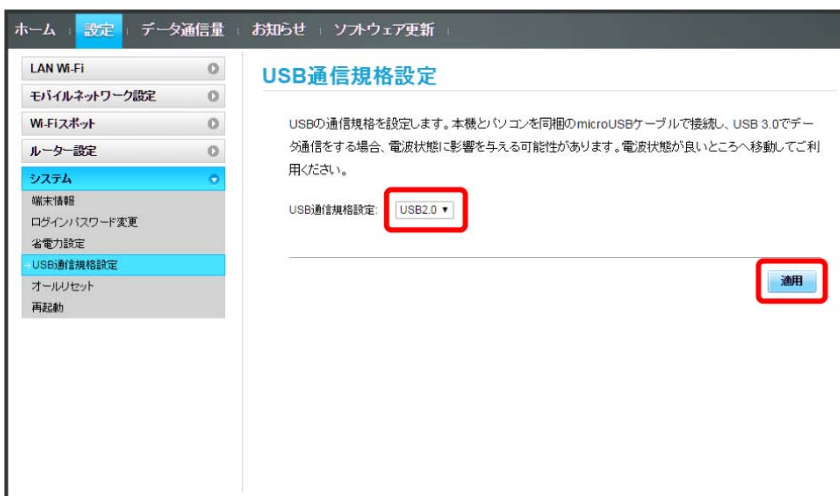 ホーム 設定 データ通信量 お知らせ ソフトウェア更新
LAN Wi-Fi
モバイルネットワーク設定
Wi-Fiスポット
ルーター設定
システム
端末情報
ログインパスワード変更
省電力設定
USB通信規格設定
オールリセット
再起動
USB通信規格設定
USBの通信規格を設定します。本機とパソコンを同梱のmicroUSBケーブルで接続し、USB 3.0でデー
タ通信をする場合、電波状態に影響を与える可能性があります。電波状態が良いところへ移動してご利
用ください。
USB通信規格設定: USB2.0
適用